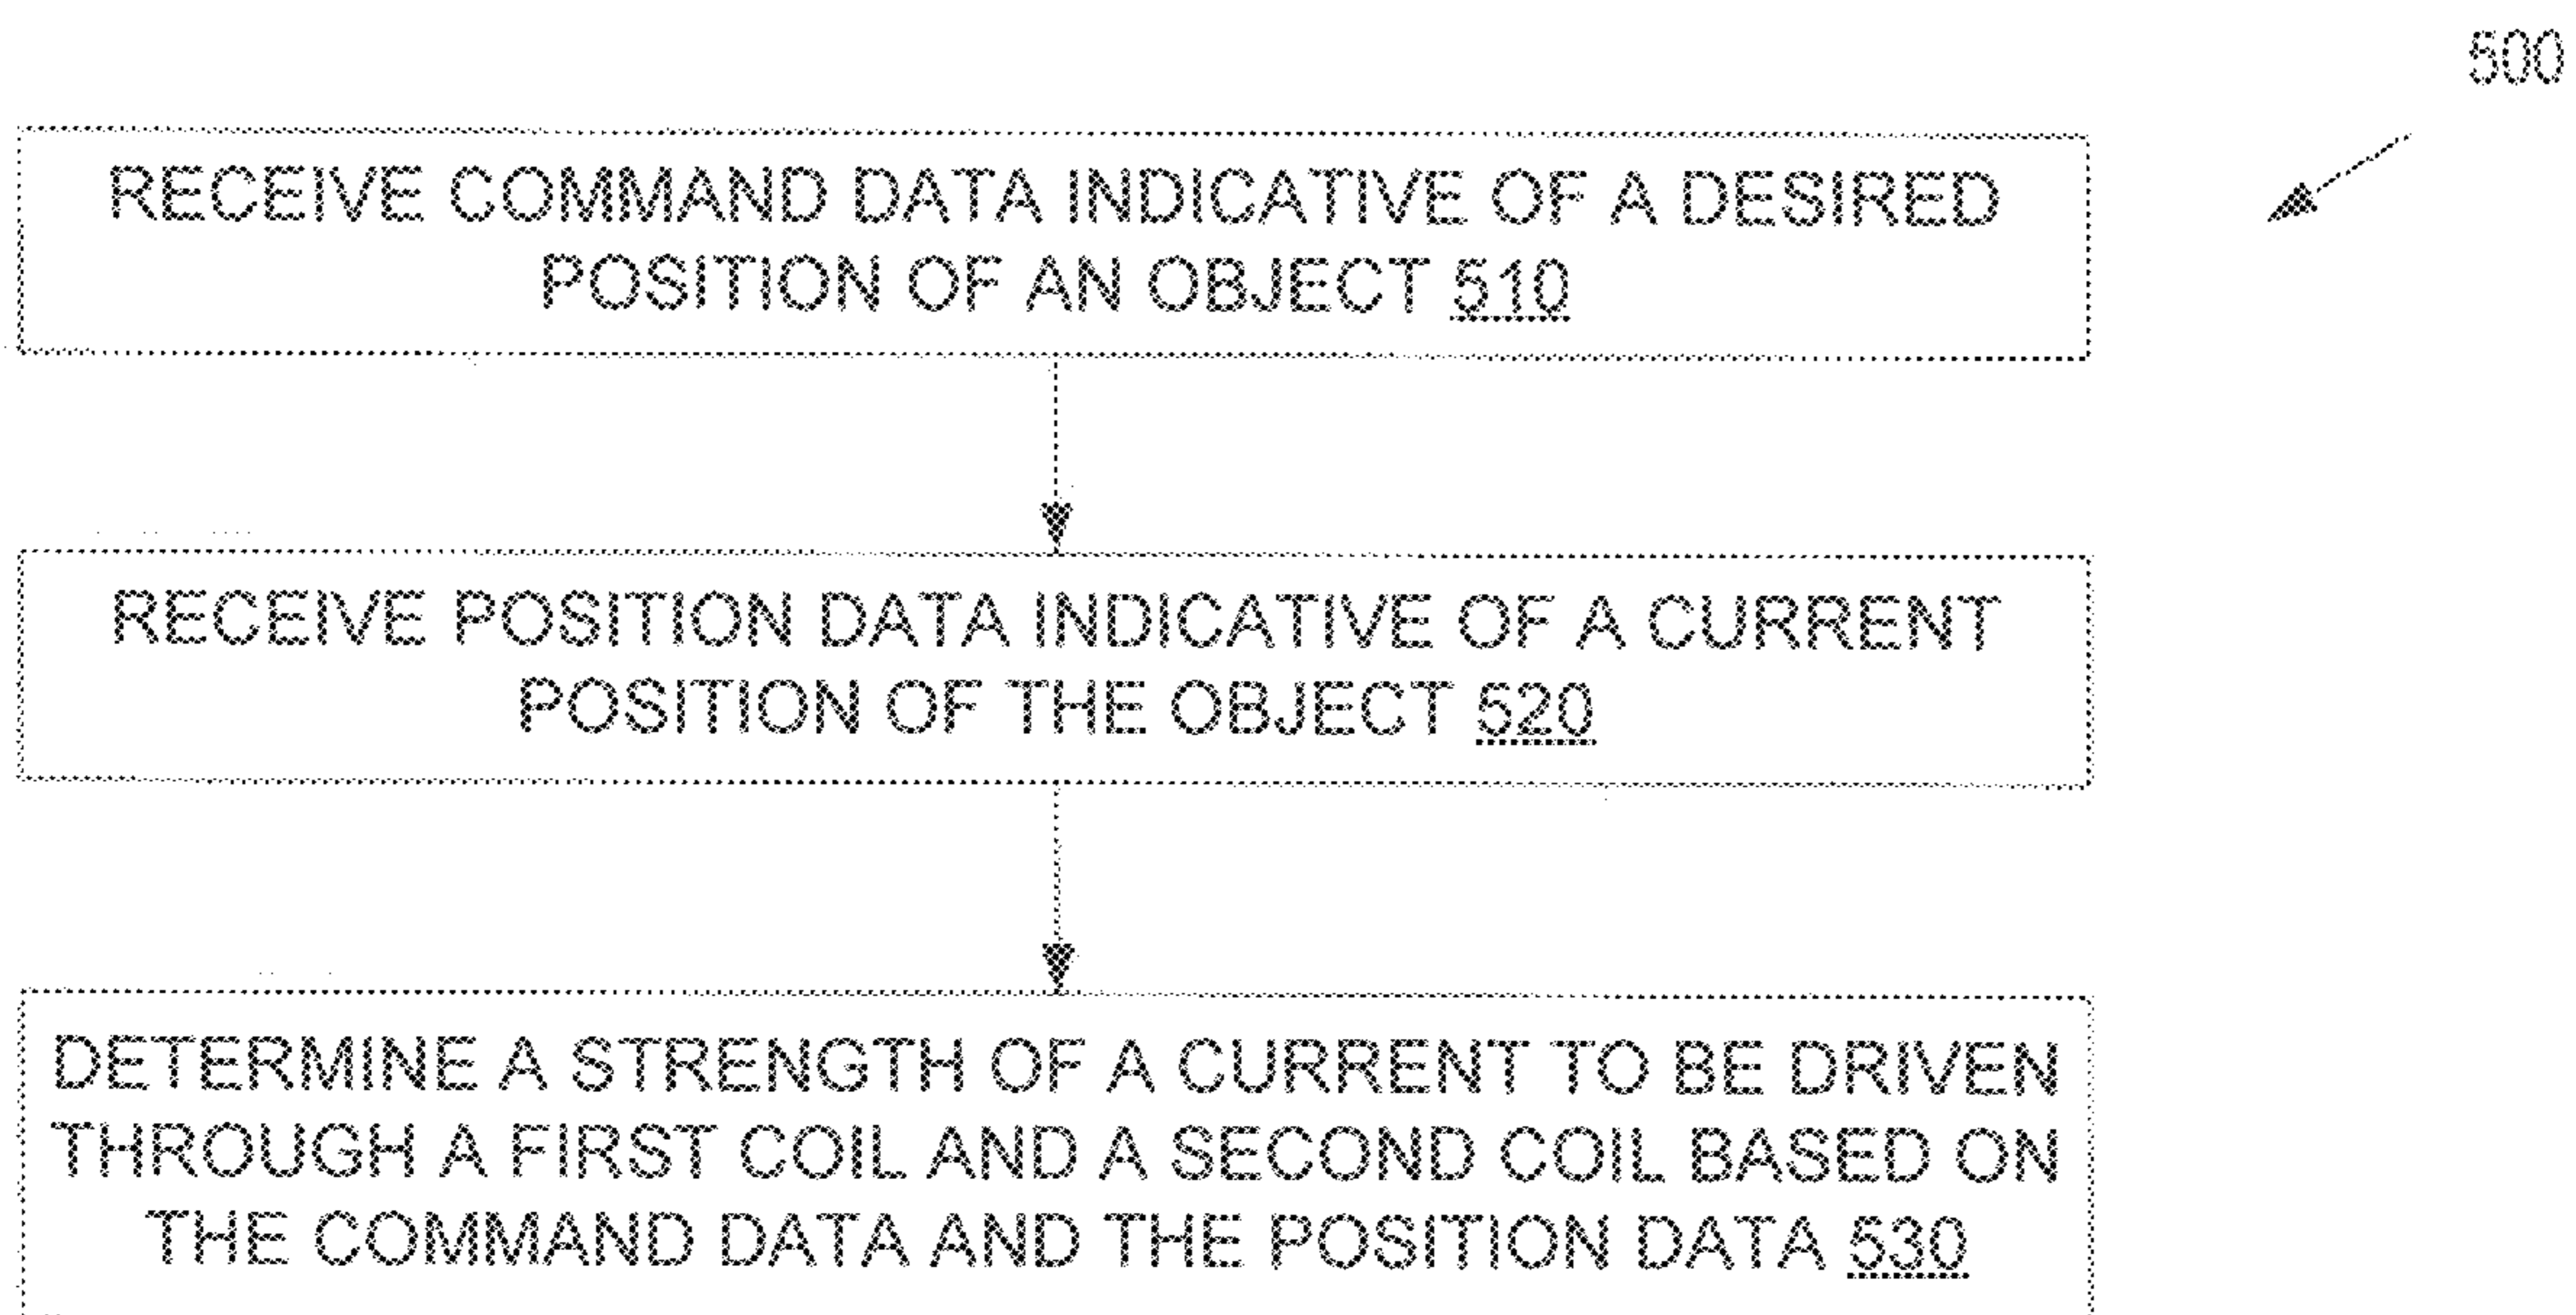 500
RECEIVE COMMAND DATA INDICATIVE OF A DESIRED
POSITION OF AN OBJECT 510
RECEIVE POSITION DATA INDICATIVE OF A CURRENT
POSITION OF THE OBJECT 520
DETERMINE A STRENGTH OF A CURRENT TO BE DRIVEN
THROUGH A FIRST COIL AND A SECOND COIL BASED ON
THE COMMAND DATA AND THE POSITION DATA 530